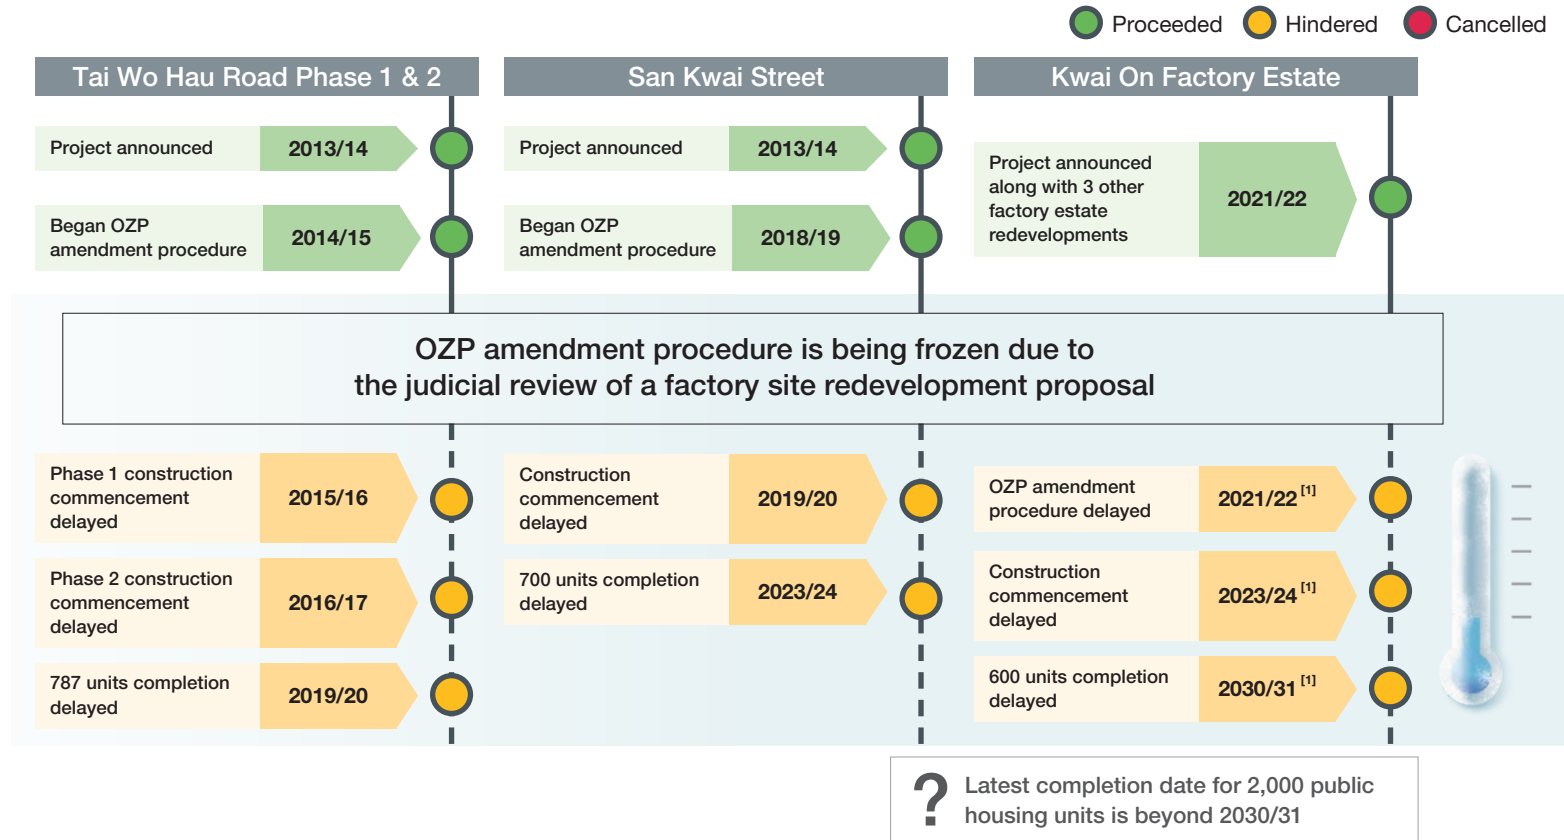 Proceeded
Hindered
Cancelled
Tai Wo Hau Road Phase 1 & 2
Project announced
2013/14
Began OZP
amendment procedure
2014/15
San Kwai Street
Project announced
2013/14
Began OZP
amendment procedure
2018/19
Kwai On Factory Estate
Project announced
along with 3 other
factory estate
redevelopments
2021/22
OZP amendment procedure is being frozen due to
the judicial review of a factory site redevelopment proposal
Phase 1 construction
commencement
delayed
2015/16
Phase 2 construction
commencement
delayed
2016/17
787 units completion
delayed
2019/20
Construction
commencement
delayed
2019/20
700 units completion
delayed
2023/24
OZP amendment
procedure delayed
2021/22 [1]
Construction
commencement
delayed
2023/24 [1]
600 units completion
delayed
2030/31 [1]
? Latest completion date for 2,000 public
housing units is beyond 2030/31